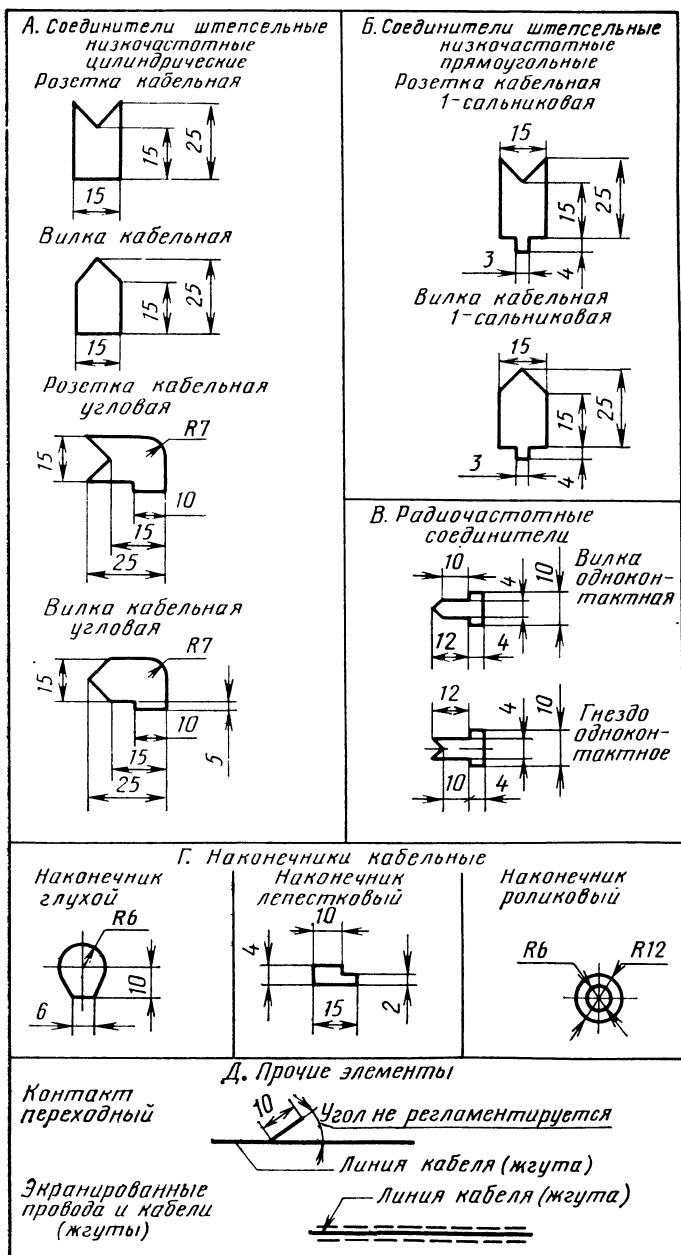 А. Соединители штепсельные
низкочастотные
цилиндрические
Розетка кабельная
15
25
15
Вилка кабельная
15
25
15
Розетка кабельная
угловая
R7
15
10
15
25
Вилка кабельная
угловая
R7
15
10
15
5
25
Б. Соединители штепсельные
низкочастотные
прямоугольные
Розетка кабельная
1-сальниковая
15
15
25
3
4
Вилка кабельная
1-сальниковая
15
15
25
3
4
В. Радиочастотные
соединители
Вилка
одноконтактная
10
4
10
12
4
Гнездо
однокон-
тактное
12
4
10
10
4
Г. Наконечники кабельные
Наконечник
глухой
R6
10
6
Наконечник
лепестковый
10
4
15
2
Наконечник
роликовый
R6
R12
Д. Прочие элементы
Контакт
переходный
10
Угол не регламентируется
Линия кабеля (жгута)
Экранированные
провода и кабели
(жгуты)
Линия кабеля (жгута)